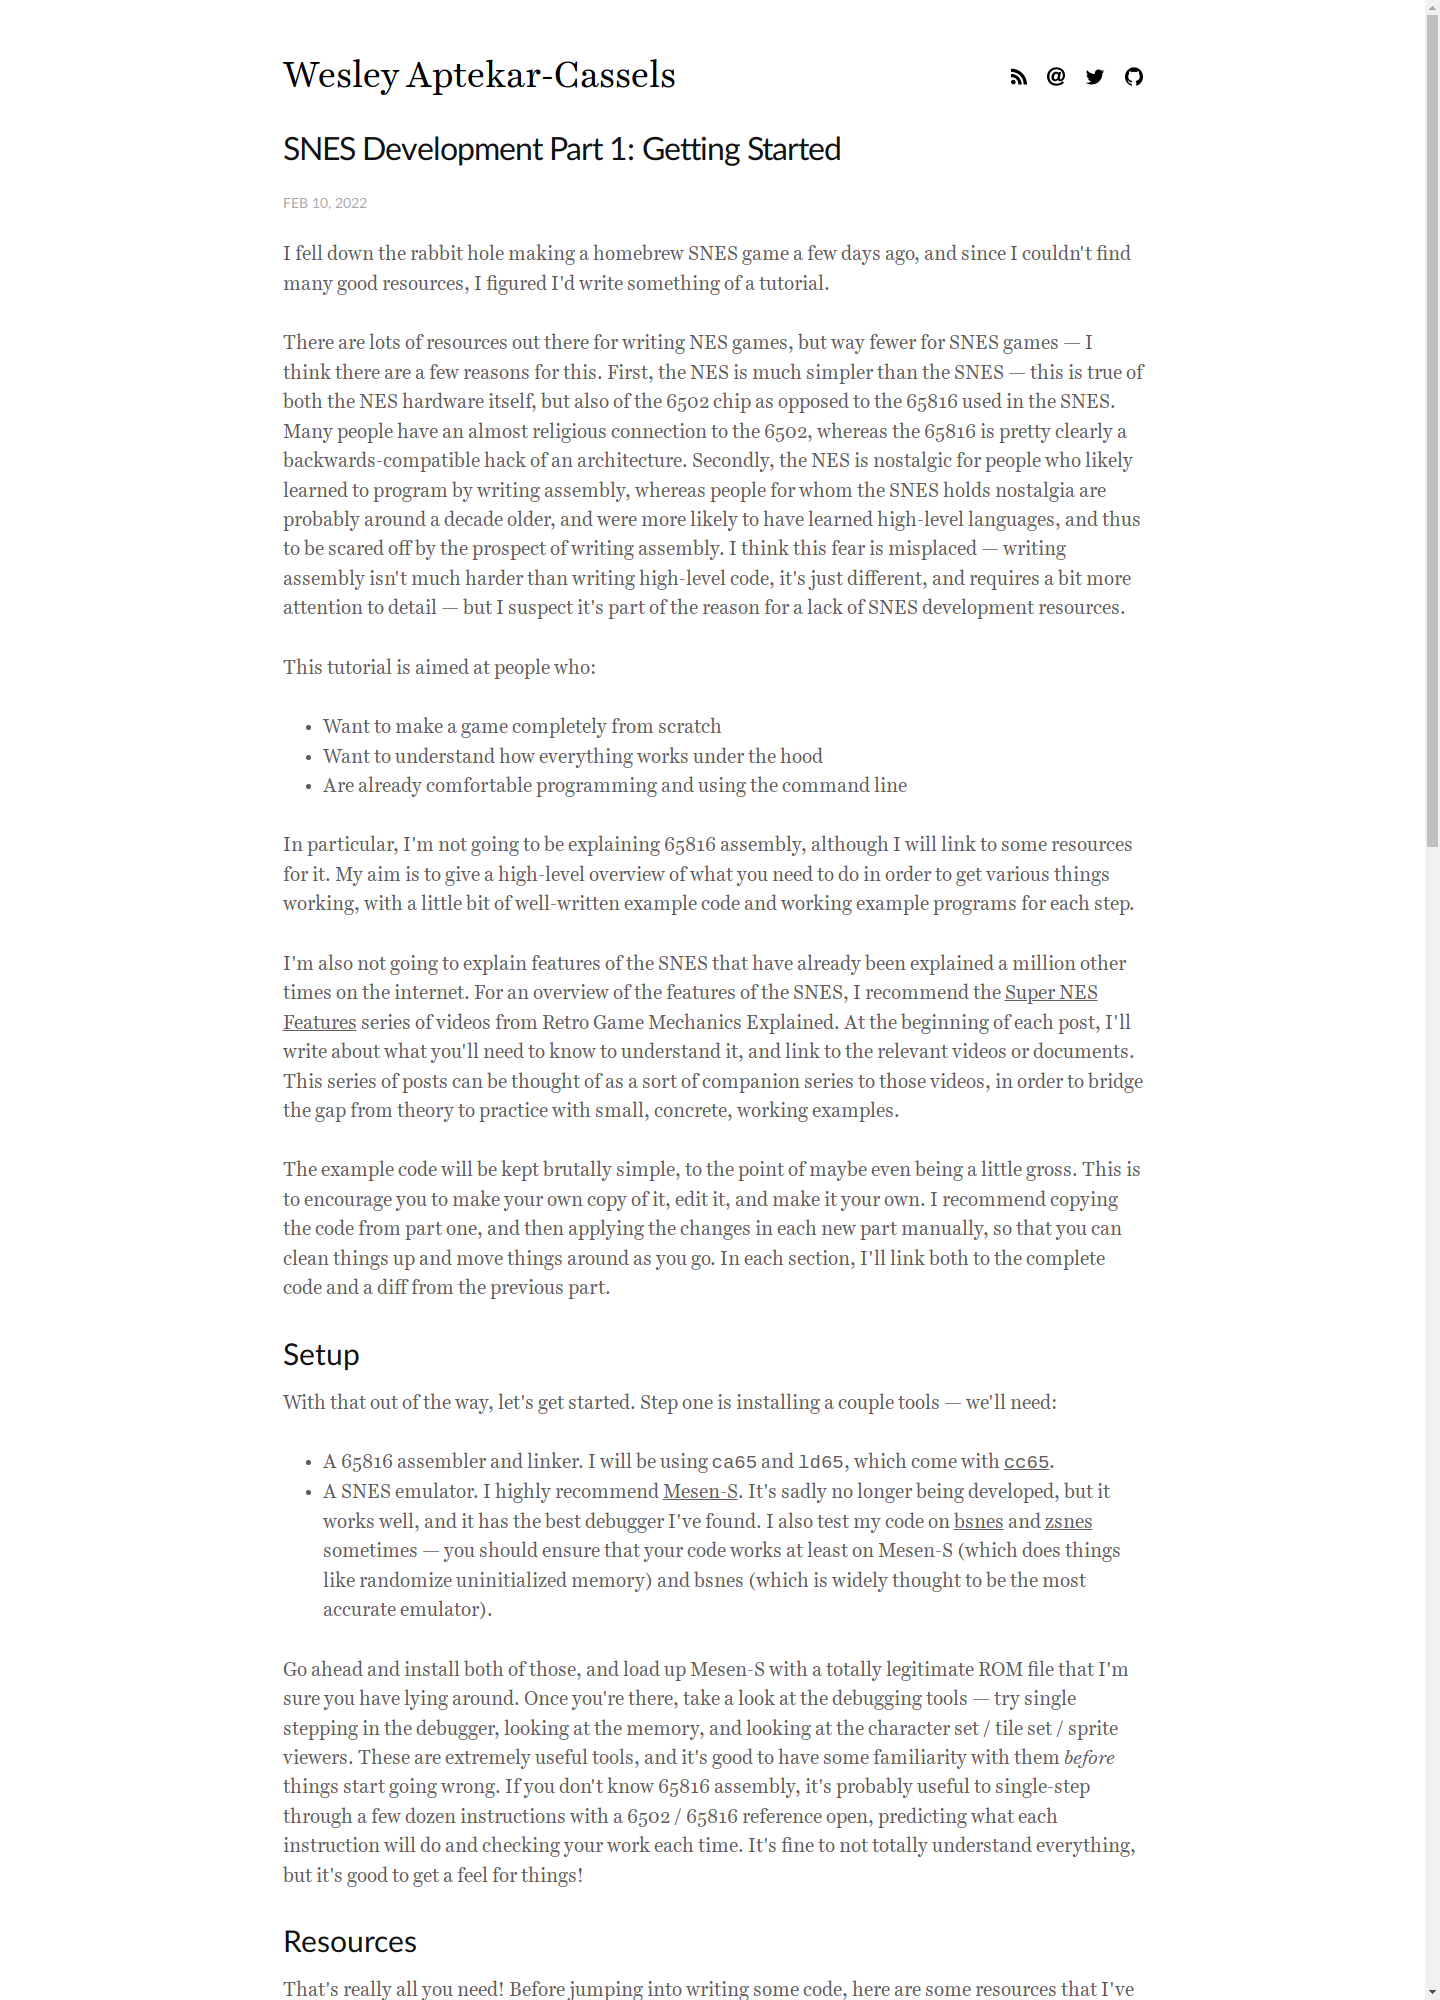 Wesley Aptekar-Cassels
SNES Development Part 1: Getting Started
FEB 10, 2022
I fell down the rabbit hole making a homebrew SNES game a few days ago, and since I couldn't find
many good resources, I figured I'd write something of a tutorial.
There are lots of resources out there for writing NES games, but way fewer for SNES games — I
think there are a few reasons for this. First, the NES is much simpler than the SNES — this is true of
both the NES hardware itself, but also of the 6502 chip as opposed to the 65816 used in the SNES.
Many people have an almost religious connection to the 6502, whereas the 65816 is pretty clearly a
backwards-compatible hack of an architecture. Secondly, the NES is nostalgic for people who likely
learned to program by writing assembly, whereas people for whom the SNES holds nostalgia are
probably around a decade older, and were more likely to have learned high-level languages, and thus
to be scared off by the prospect of writing assembly. I think this fear is misplaced — writing
assembly isn't much harder than writing high-level code, it's just different, and requires a bit more
attention to detail — but I suspect it's part of the reason for a lack of SNES development resources.
This tutorial is aimed at people who:
• Want to make a game completely from scratch
• Want to understand how everything works under the hood
• Are already comfortable programming and using the command line
In particular, I'm not going to be explaining 65816 assembly, although I will link to some resources
for it. My aim is to give a high-level overview of what you need to do in order to get various things
working, with a little bit of well-written example code and working example programs for each step.
I'm also not going to explain features of the SNES that have already been explained a million other
times on the internet. For an overview of the features of the SNES, I recommend the Super NES
Features series of videos from Retro Game Mechanics Explained. At the beginning of each post, I'll
write about what you'll need to know to understand it, and link to the relevant videos or documents.
This series of posts can be thought of as a sort of companion series to those videos, in order to bridge
the gap from theory to practice with small, concrete, working examples.
The example code will be kept brutally simple, to the point of maybe even being a little gross. This is
to encourage you to make your own copy of it, edit it, and make it your own. I recommend copying
the code from part one, and then applying the changes in each new part manually, so that you can
clean things up and move things around as you go. In each section, I'll link both to the complete
code and a diff from the previous part.
Setup
With that out of the way, let's get started. Step one is installing a couple tools — we'll need:
• A 65816 assembler and linker. I will be using ca65 and ld65, which come with cc65.
• A SNES emulator. I highly recommend Mesen-S. It's sadly no longer being developed, but it
works well, and it has the best debugger I've found. I also test my code on bsnes and zsnes
sometimes — you should ensure that your code works at least on Mesen-S (which does things
like randomize uninitialized memory) and bsnes (which is widely thought to be the most
accurate emulator).
Go ahead and install both of those, and load up Mesen-S with a totally legitimate ROM file that I'm
sure you have lying around. Once you're there, take a look at the debugging tools — try single
stepping in the debugger, looking at the memory, and looking at the character set / tile set / sprite
viewers. These are extremely useful tools, and it's good to have some familiarity with them before
things start going wrong. If you don't know 65816 assembly, it's probably useful to single-step
through a few dozen instructions with a 6502 / 65816 reference open, predicting what each
instruction will do and checking your work each time. It's fine to not totally understand everything,
but it's good to get a feel for things!
Resources
That's really all you need! Before jumping into writing some code, here are some resources that I've